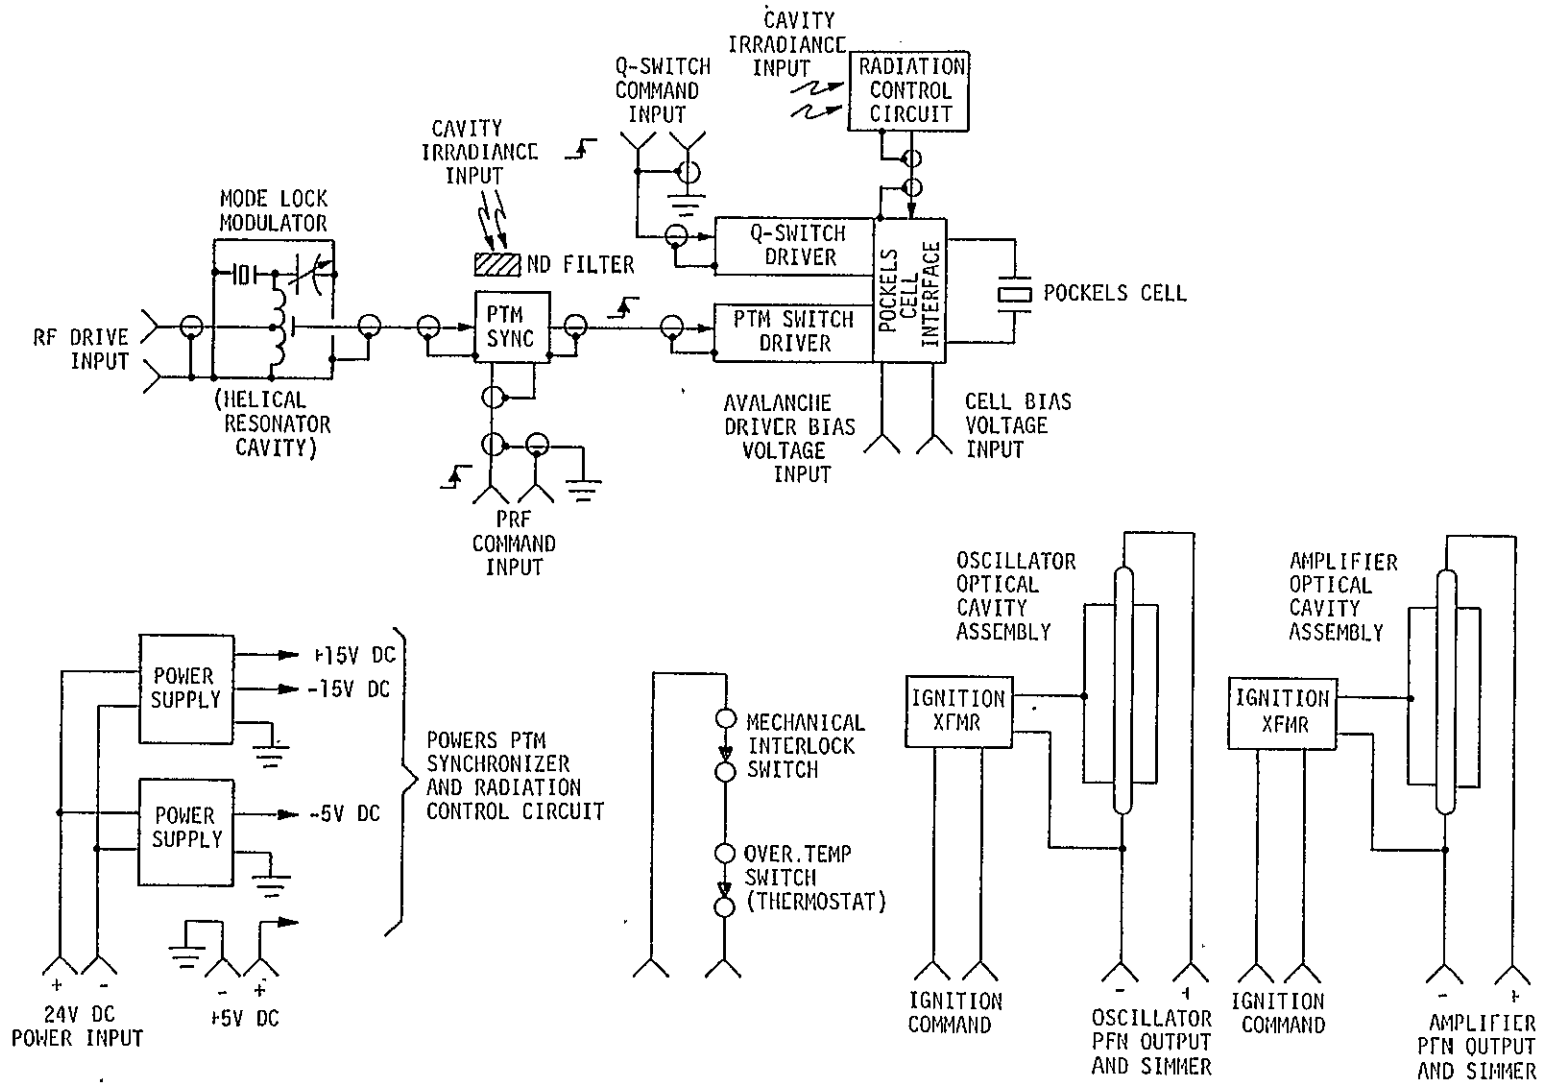 CAVITY
IRRADIANCE
INPUT
RADIATION
CONTROL
CIRCUIT
Q-SWITCH
COMMAND
INPUT
CAVITY
IRRADIANCE
INPUT
MODE LOCK
MODULATOR
ND FILTER
Q-SWITCH
DRIVER
POCKELS
CELL
INTERFACE
POCKELS CELL
PTM
SYNC
PTM SWITCH
DRIVER
RF DRIVE
INPUT
(HELICAL
RESONATOR
CAVITY)
AVALANCHE
DRIVER BIAS
VOLTAGE
INPUT
CELL BIAS
VOLTAGE
INPUT
PRF
COMMAND
INPUT
POWER
SUPPLY
+15V DC
-15V DC
POWER
SUPPLY
-5V DC
POWERS PTM
SYNCHRONIZER
AND RADIATION
CONTROL CIRCUIT
+ -
24V DC
POWER INPUT
- +
+5V DC
MECHANICAL
INTERLOCK
SWITCH
OVER.TEMP
SWITCH
(THERMOSTAT)
OSCILLATOR
OPTICAL
CAVITY
ASSEMBLY
IGNITION
XFMR
IGNITION
COMMAND
- +
OSCILLATOR
PFN OUTPUT
AND SIMMER
AMPLIFIER
OPTICAL
CAVITY
ASSEMBLY
IGNITION
XFMR
IGNITION
COMMAND
- +
AMPLIFIER
PFN OUTPUT
AND SIMMER